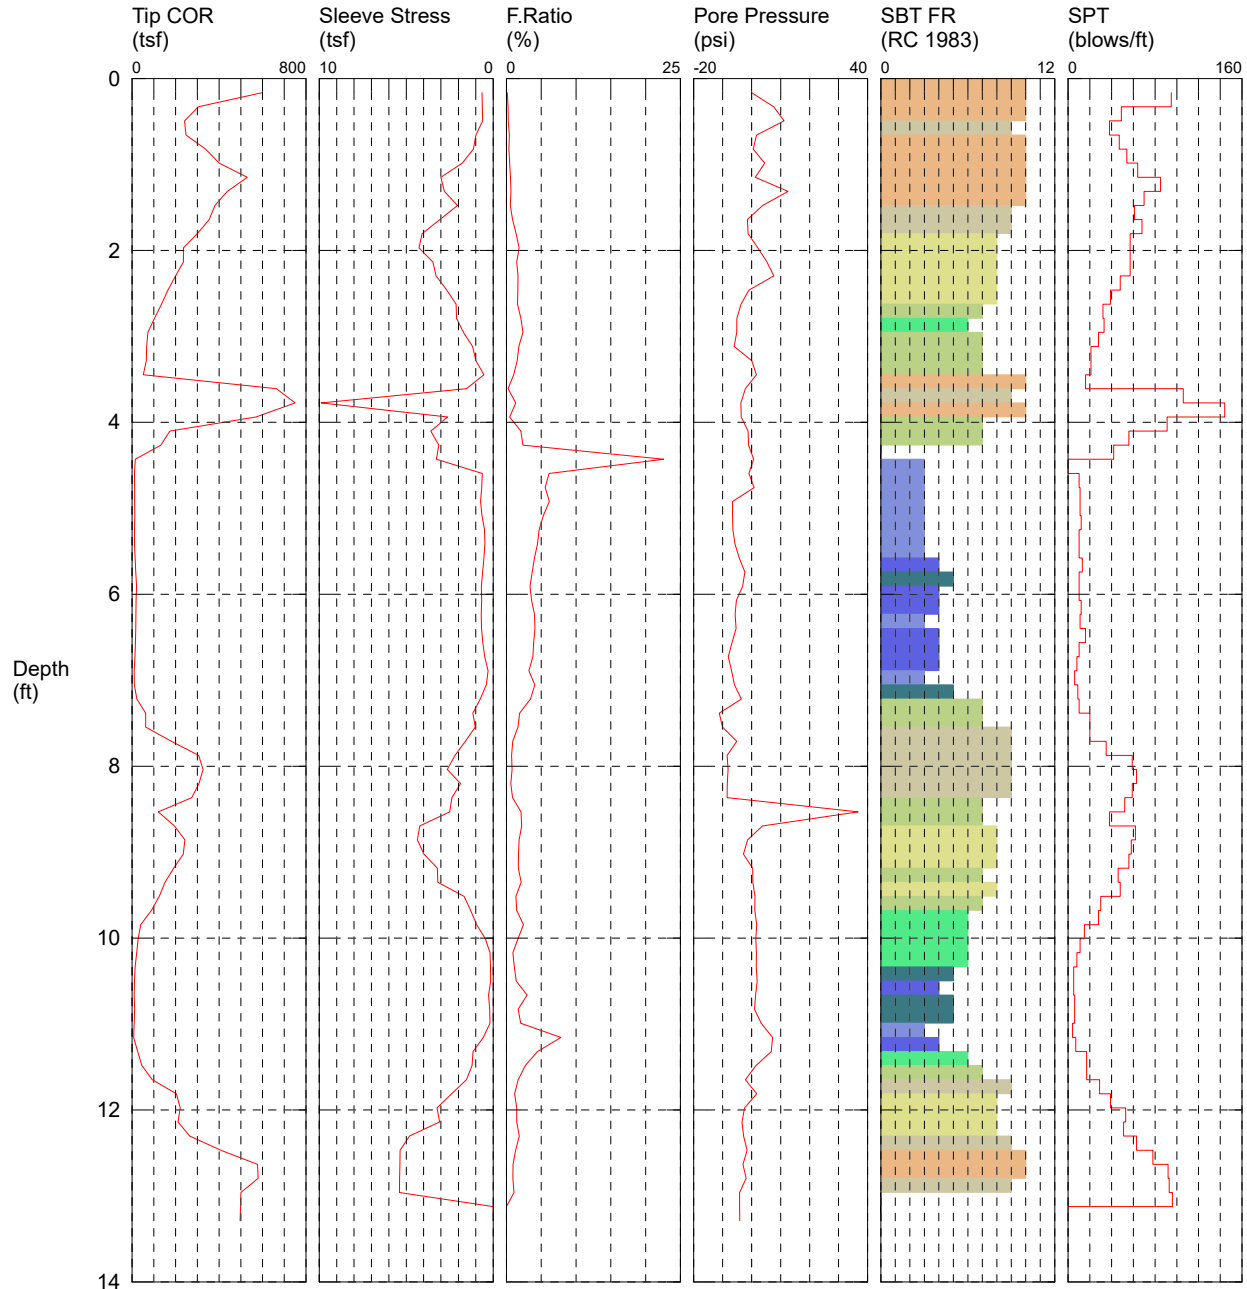 Tip COR
(tsf)
Sleeve Stress
(tsf)
F.Ratio
(%)
Pore Pressure
(psi)
SBT FR
(RC 1983)
SPT
(blows/ft)
0 800 10 0 0 25 -20 40 0 12 0 160
0
2
4
6
Depth
(ft)
8
10
12
14